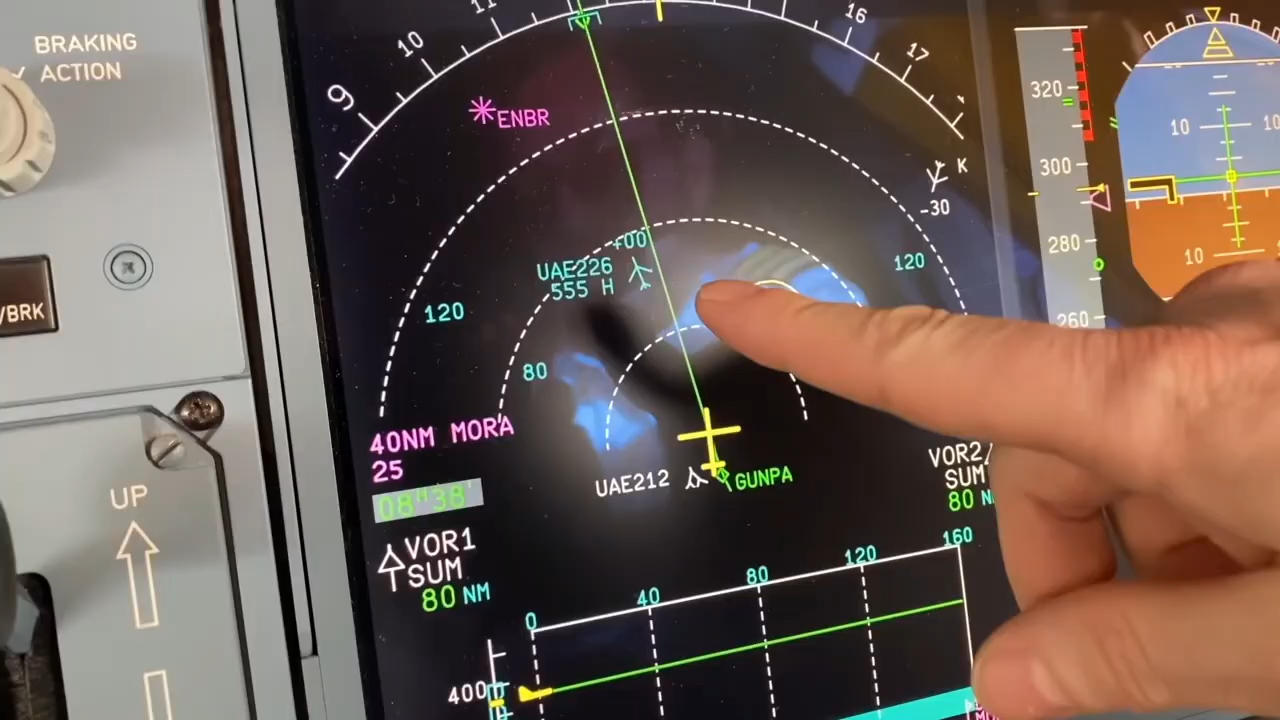 BRAKING
ACTION
/BRK
UP
9
10
11
16
17
ENBR
K
-30
+00
UAE226
555 H
120
120
80
40NM MORA
25
08"38'
UAE212
GUNPA
VOR1
SUM
80 NM
VOR2
SUM
80 N
0
40
80
120
160
400
320
300
280
260
10
10
10